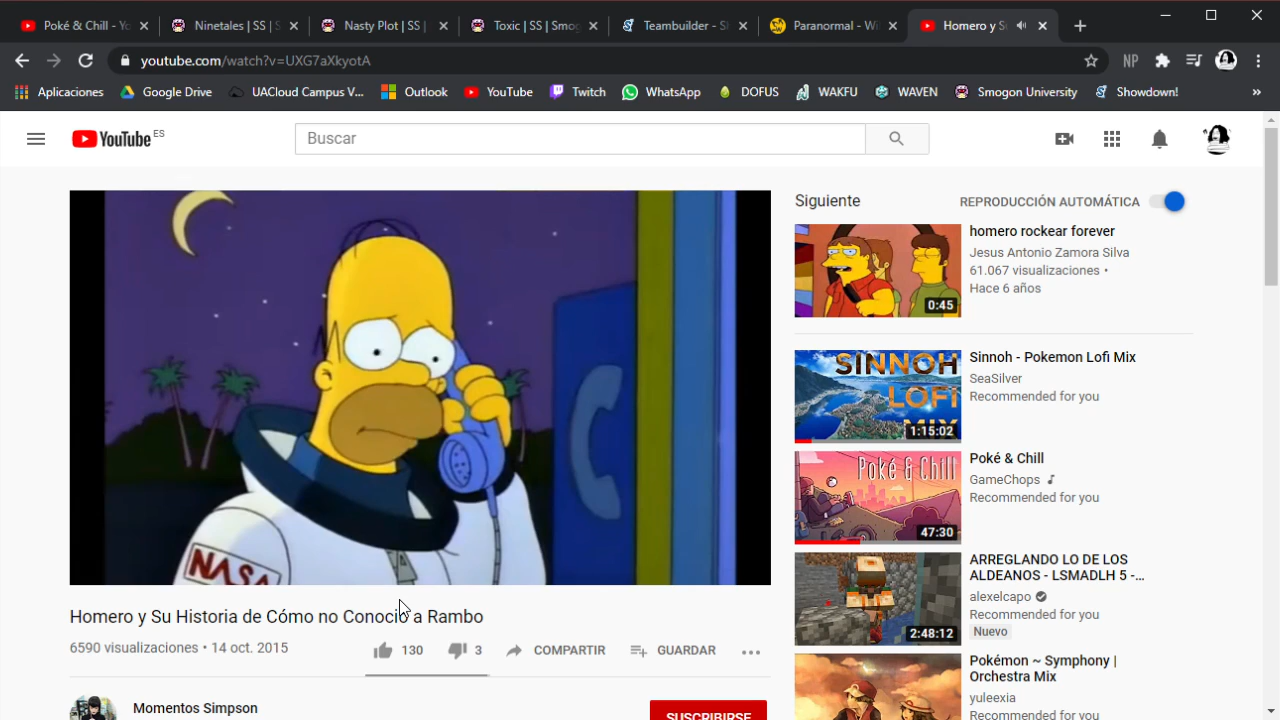 Poké & Chill - Yo
Ninetales | SS | S
Nasty Plot | SS |
Toxic | SS | Smog
Teambuilder - Sh
Paranormal - Wi
Homero y S
youtube.com/watch?v=UXG7aXkyotA
NP
Aplicaciones
Google Drive
UACloud Campus V...
Outlook
YouTube
Twitch
WhatsApp
DOFUS
WAKFU
WAVEN
Smogon University
Showdown!
»
YouTube ES
Buscar
NASA
Homero y Su Historia de Cómo no Conoció a Rambo
6590 visualizaciones • 14 oct. 2015
130
3
COMPARTIR
GUARDAR
Momentos Simpson
SUSCRIBIRSE
Siguiente
REPRODUCCIÓN AUTOMÁTICA
0:45
homero rockear forever
Jesus Antonio Zamora Silva
61.067 visualizaciones •
Hace 6 años
SINNOH
LOFI
MIX
1:15:02
Sinnoh - Pokemon Lofi Mix
SeaSilver
Recommended for you
Poké & Chill
47:30
Poké & Chill
GameChops
Recommended for you
2:48:12
ARREGLANDO LO DE LOS
ALDEANOS - LSMADLH 5 -...
alexelcapo
Recommended for you
Nuevo
Pokémon ~ Symphony |
Orchestra Mix
yuleexia
Recommended for you